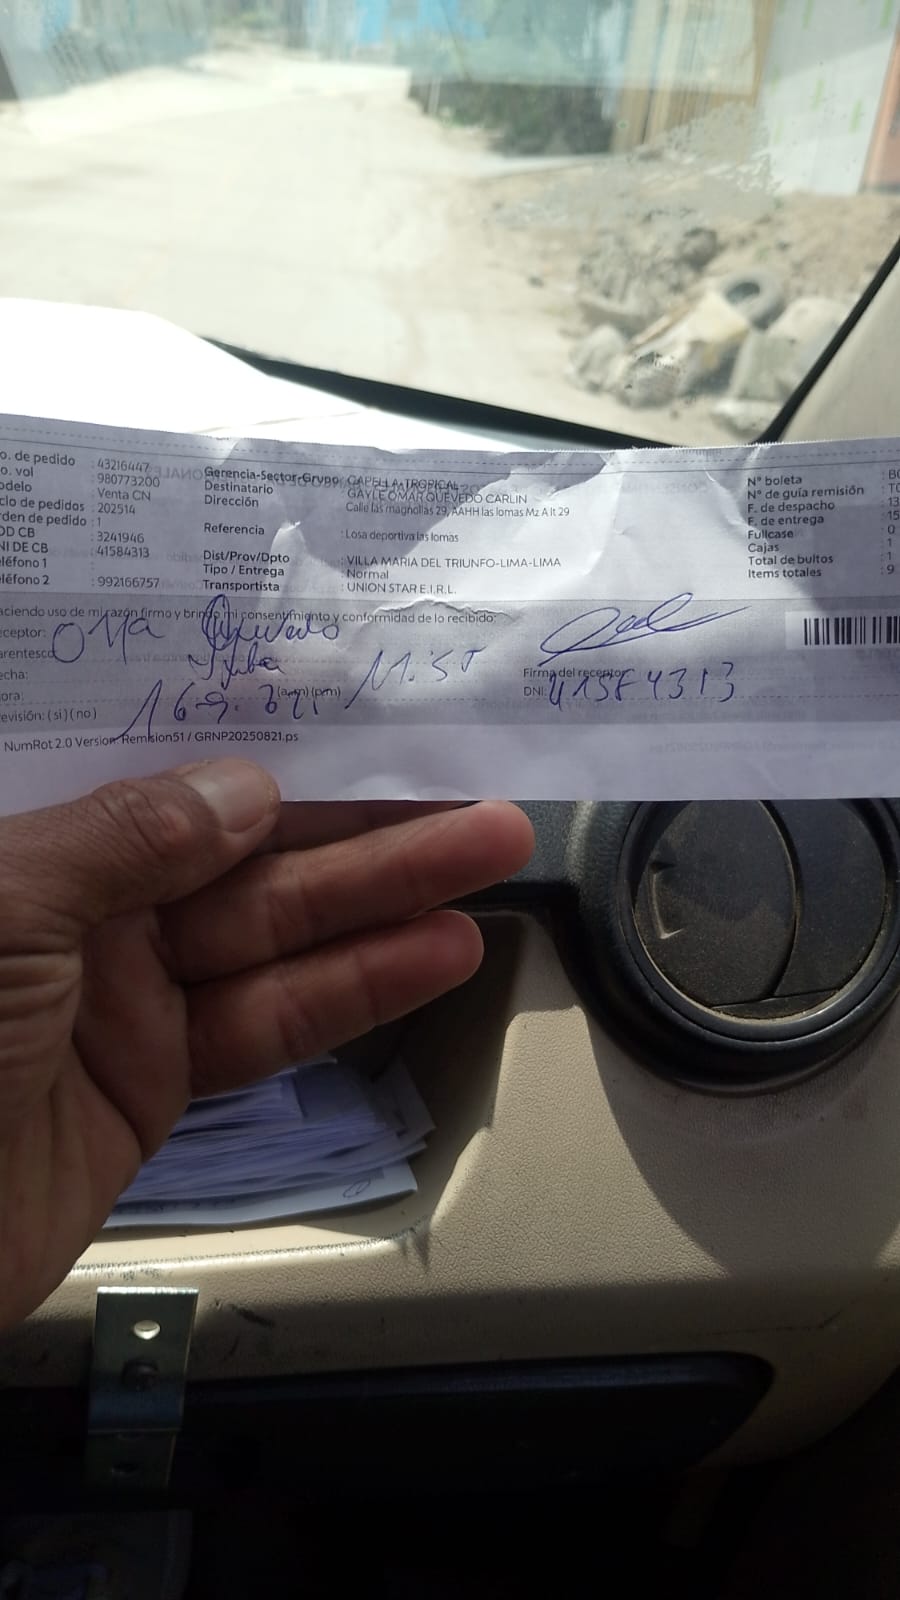 o. de pedido : 43216447
o. vol : 980773200
odelo : Venta CN
clo de pedidos : 202514
rden de pedido : 1
OD CB : 3241946
NI DE CB : 41584313
eléfono 1 :
eléfono 2 : 992166757
Gerencia-Sector-Grupo : CAPELLA-TROPICAL
Destinatario : GAYLE OMAR QUEVEDO CARLIN
Dirección : Calle las magnolias 29, AAHH las lomas Mz A lt 29
Referencia : Losa deportiva las lomas
Dist/Prov/Dpto : VILLA MARIA DEL TRIUNFO-LIMA-LIMA
Tipo / Entrega : Normal
Transportista : UNION STAR E.I.R.L.
N° boleta : B
N° de guía remisión : T
F. de despacho : 13
F. de entrega : 15
Fullcase : 0
Cajas : 1
Total de bultos : 1
Items totales : 9
aciendo uso de mi razón firmo y brindo mi consentimiento y conformidad de lo recibido:
eceptor:
arentesco
echa:
ora: (a.m) (p.m) 11:50
evisión: ( si ) ( no )
Firma del receptor:
DNI: 41584313
NumRot 2.0 Version: Remision51 / GRNP20250821.ps